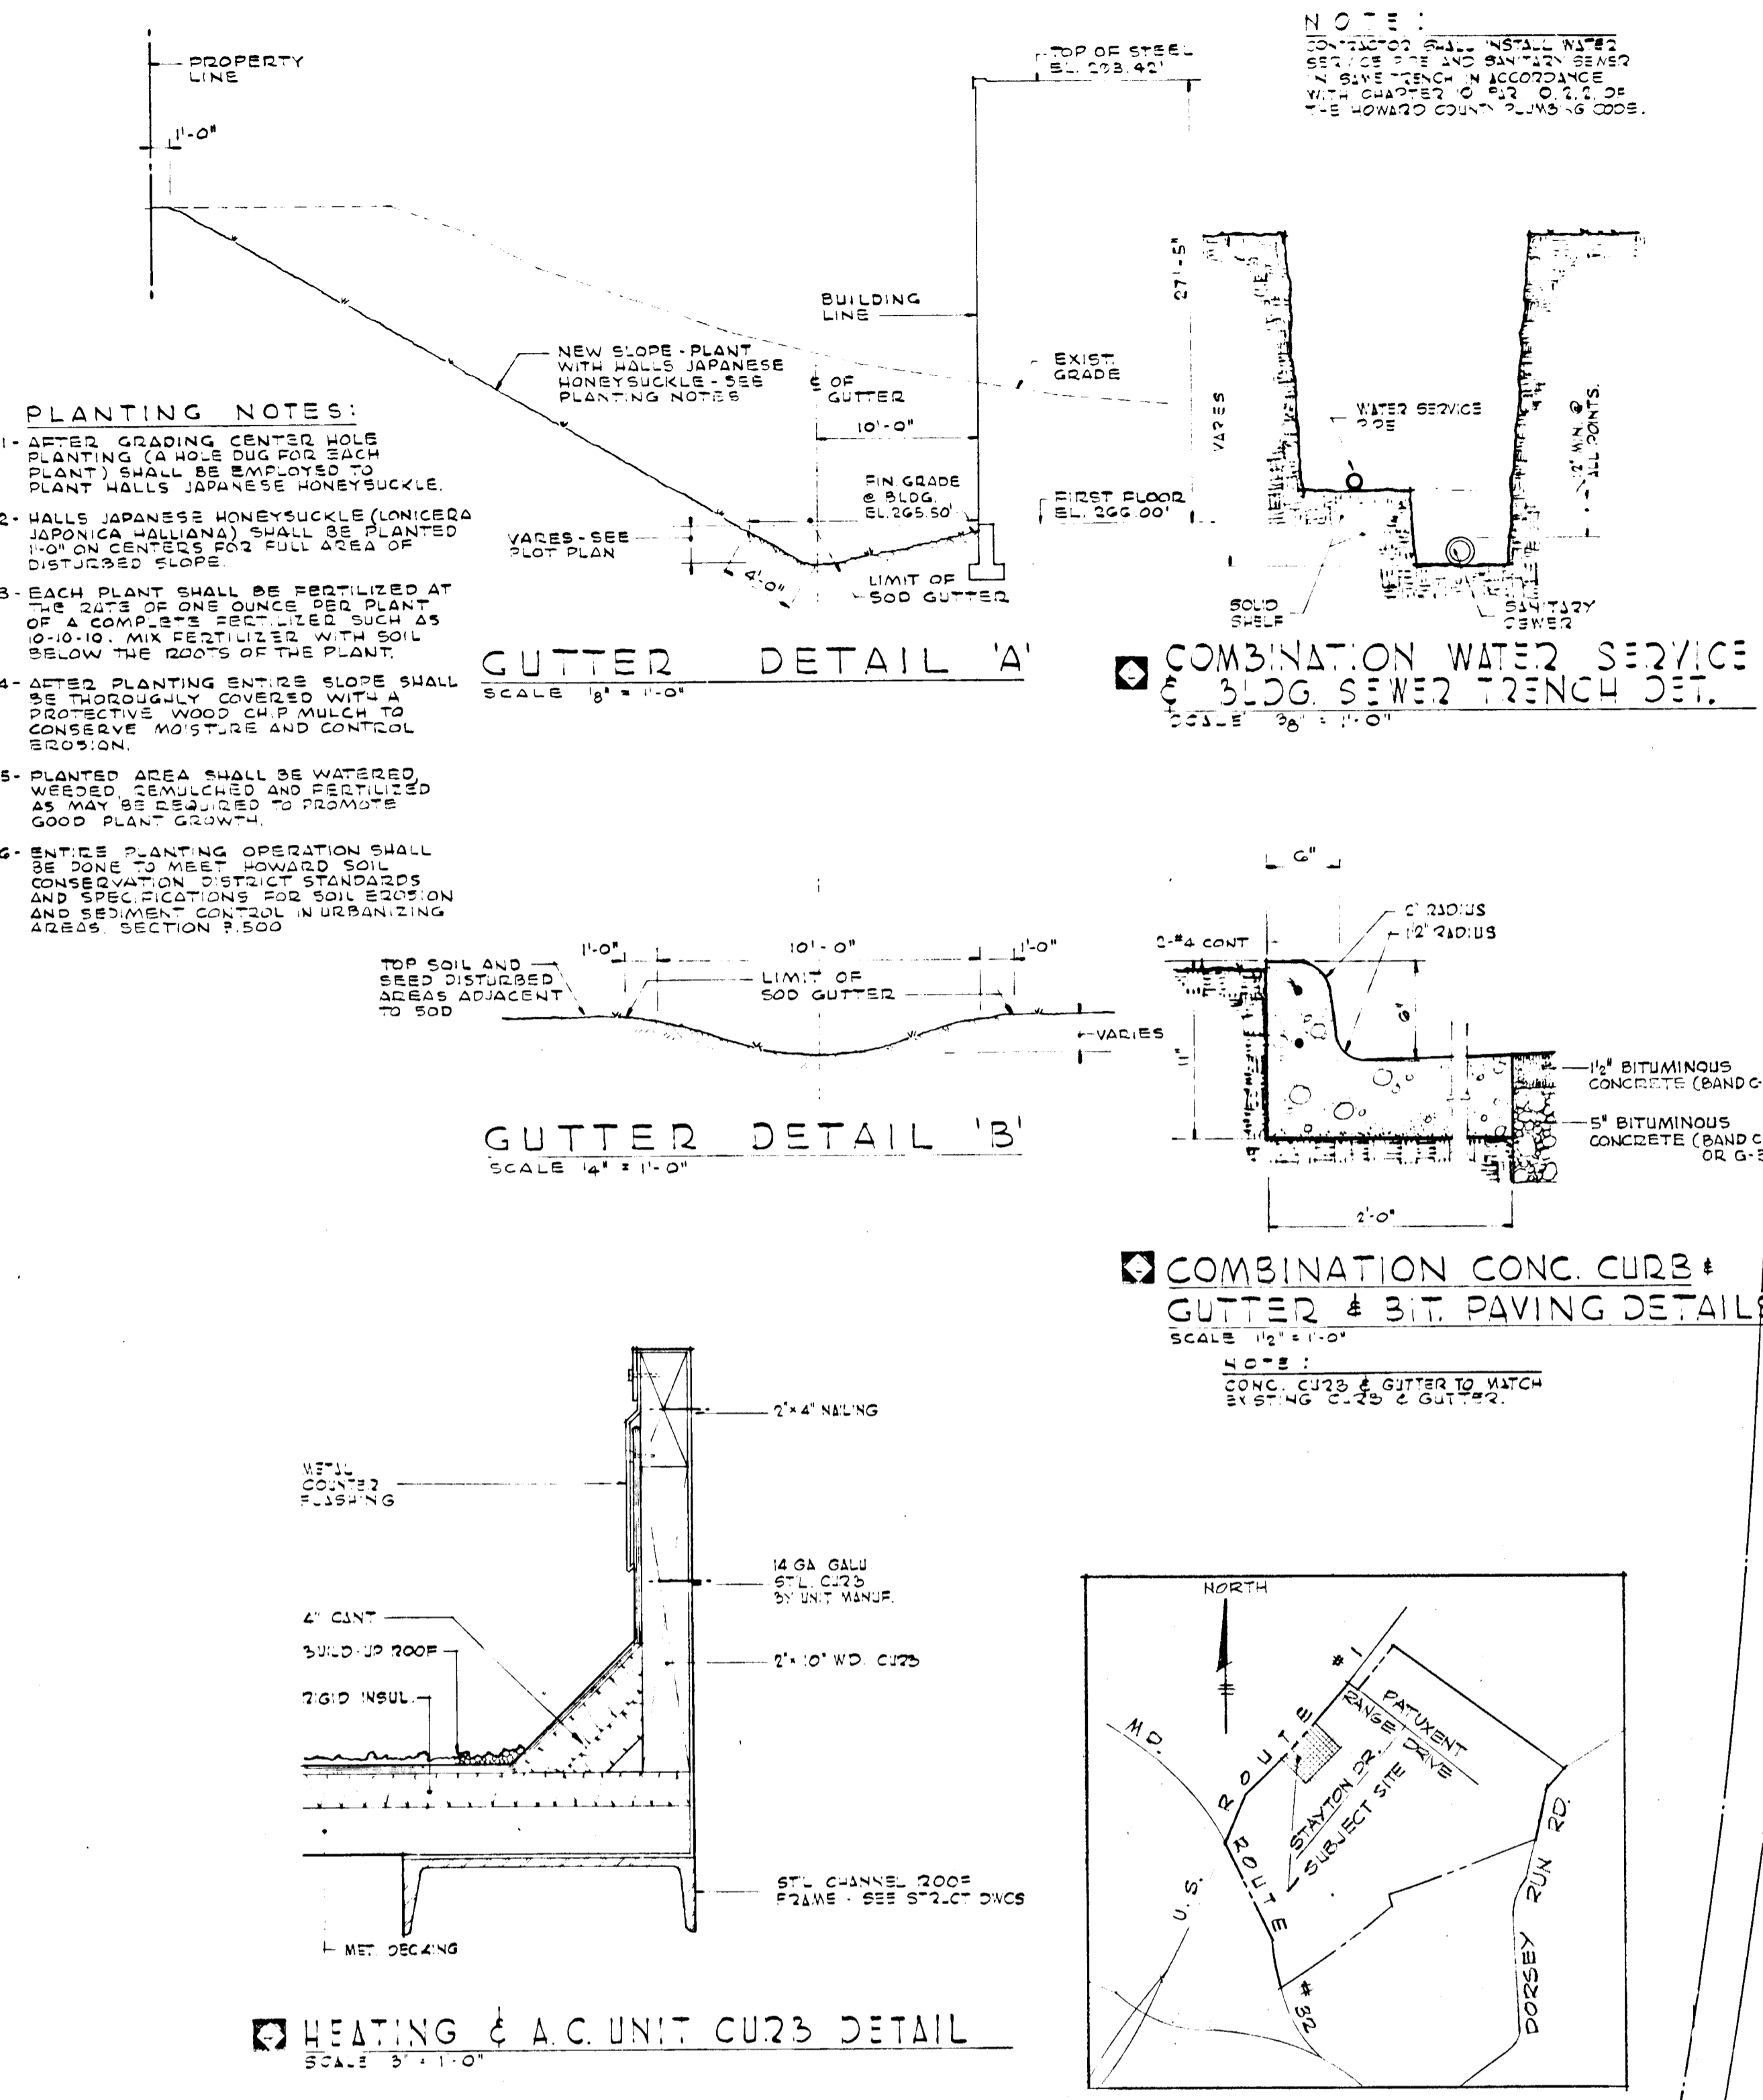 PROPERTY
LINE
1'-0"
TOP OF STEEL
EL. 293.42'
NOTE:
CONTRACTOR SHALL INSTALL WATER
SERVICE PIPE AND SANITARY SEWER
IN SAME TRENCH IN ACCORDANCE
WITH CHAPTER 10 PAR. 10.2.2. OF
THE HOWARD COUNTY PLUMBING CODE.
27'-5"
BUILDING
LINE
NEW SLOPE - PLANT
WITH HALLS JAPANESE
HONEYSUCKLE - SEE
PLANTING NOTES
℄ OF
GUTTER
EXIST.
GRADE
10'-0"
FIN. GRADE
@ BLDG.
EL. 265.50'
FIRST FLOOR
EL. 266.00'
VARIES - SEE
PLOT PLAN
4'-0"
LIMIT OF
SOD GUTTER
GUTTER DETAIL 'A'
SCALE 1/8" = 1'-0"
PLANTING NOTES:
1- AFTER GRADING CENTER HOLE
PLANTING (A HOLE DUG FOR EACH
PLANT) SHALL BE EMPLOYED TO
PLANT HALLS JAPANESE HONEYSUCKLE.
2- HALLS JAPANESE HONEYSUCKLE (LONICERA
JAPONICA HALLIANA) SHALL BE PLANTED
1'-0" ON CENTERS FOR FULL AREA OF
DISTURBED SLOPE.
3- EACH PLANT SHALL BE FERTILIZED AT
THE RATE OF ONE OUNCE PER PLANT
OF A COMPLETE FERTILIZER SUCH AS
10-10-10. MIX FERTILIZER WITH SOIL
BELOW THE ROOTS OF THE PLANT.
4- AFTER PLANTING ENTIRE SLOPE SHALL
BE THOROUGHLY COVERED WITH A
PROTECTIVE WOOD CHIP MULCH TO
CONSERVE MOISTURE AND CONTROL
EROSION.
5- PLANTED AREA SHALL BE WATERED,
WEEDED, REMULCHED AND FERTILIZED
AS MAY BE REQUIRED TO PROMOTE
GOOD PLANT GROWTH.
6- ENTIRE PLANTING OPERATION SHALL
BE DONE TO MEET HOWARD SOIL
CONSERVATION DISTRICT STANDARDS
AND SPECIFICATIONS FOR SOIL EROSION
AND SEDIMENT CONTROL IN URBANIZING
AREAS. SECTION .500
VARIES
WATER SERVICE
PIPE
12" MIN. @
ALL POINTS.
SOLID
SHELF
SANITARY
SEWER
COMBINATION WATER SERVICE
& BLDG. SEWER TRENCH DET.
SCALE 3/8" = 1'-0"
1'-0"
10'-0"
1'-0"
TOP SOIL AND
SEED DISTURBED
AREAS ADJACENT
TO SOD
LIMIT OF
SOD GUTTER
VARIES
GUTTER DETAIL 'B'
SCALE 1/4" = 1'-0"
6"
2" RADIUS
1 1/2" RADIUS
2-#4 CONT
6"
11"
1 1/2" BITUMINOUS
CONCRETE (BAND C-
5" BITUMINOUS
CONCRETE (BAND C
OR G-
2'-0"
COMBINATION CONC. CURB &
GUTTER & BIT. PAVING DETAILS
SCALE 1 1/2" = 1'-0"
NOTE:
CONC. CURB & GUTTER TO MATCH
EXISTING CURB & GUTTER.
2"x4" NAILING
METAL
COUNTER
FLASHING
14 GA. GALV
ST'L. CURB
BY UNIT MANUF.
4" CANT
BUILD-UP ROOF
2"x10" WD. CURB
RIGID INSUL.
ST'L CHANNEL ROOF
FRAME - SEE STRUCT DWGS
MET. DECKING
HEATING & A.C. UNIT CURB DETAIL
SCALE 3" = 1'-0"
NORTH
MD.
ROUTE
# 32
U.S.
ROUTE
# 1
PATUXENT
RANGE DRIVE
STAYTON DR.
SUBJECT SITE
DORSEY RUN RD.